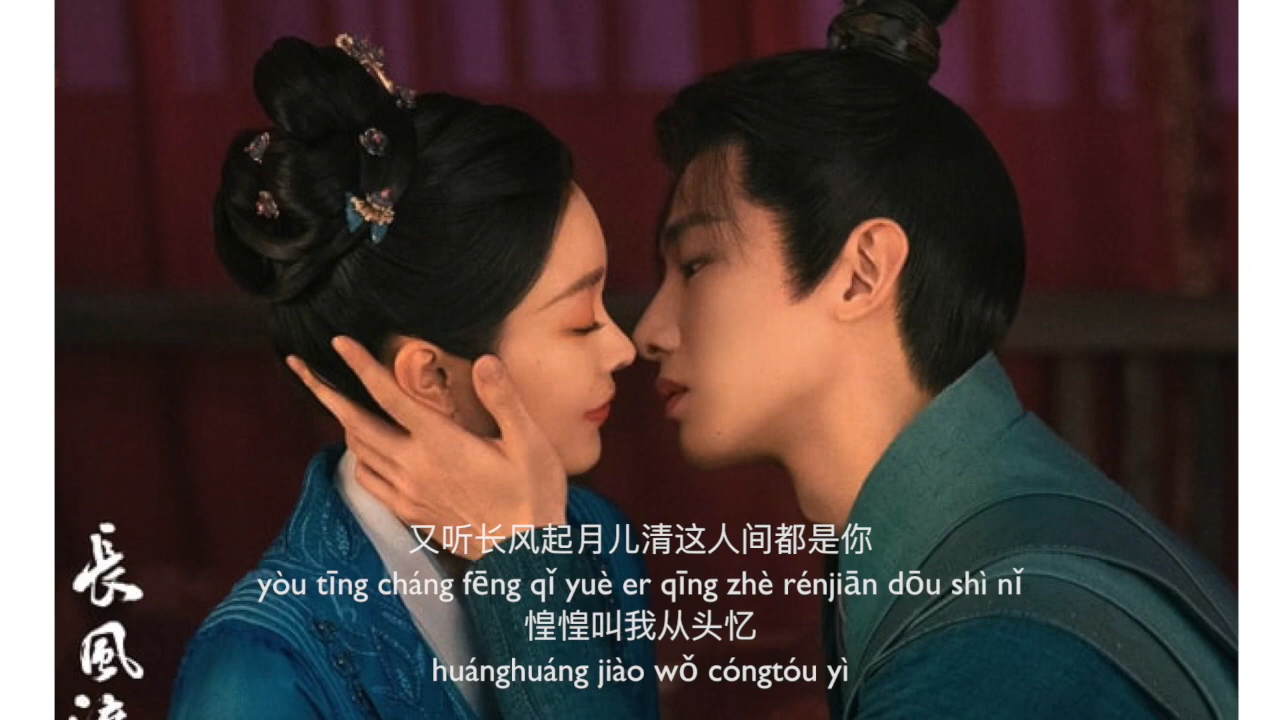 又听长风起月儿清这人间都是你
yòu tīng cháng fēng qǐ yuè er qīng zhè rénjiān dōu shì nǐ
惶惶叫我从头忆
huánghuáng jiào wǒ cóngtóu yì
長風